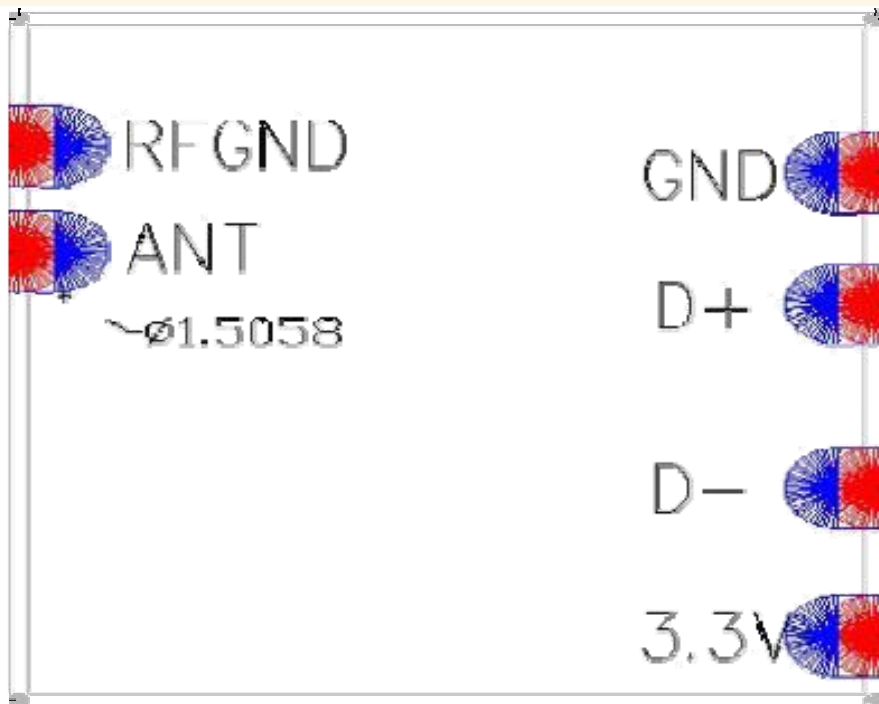 RFGND
GND
ANT
D+
ø1.5058
D-
3.3V